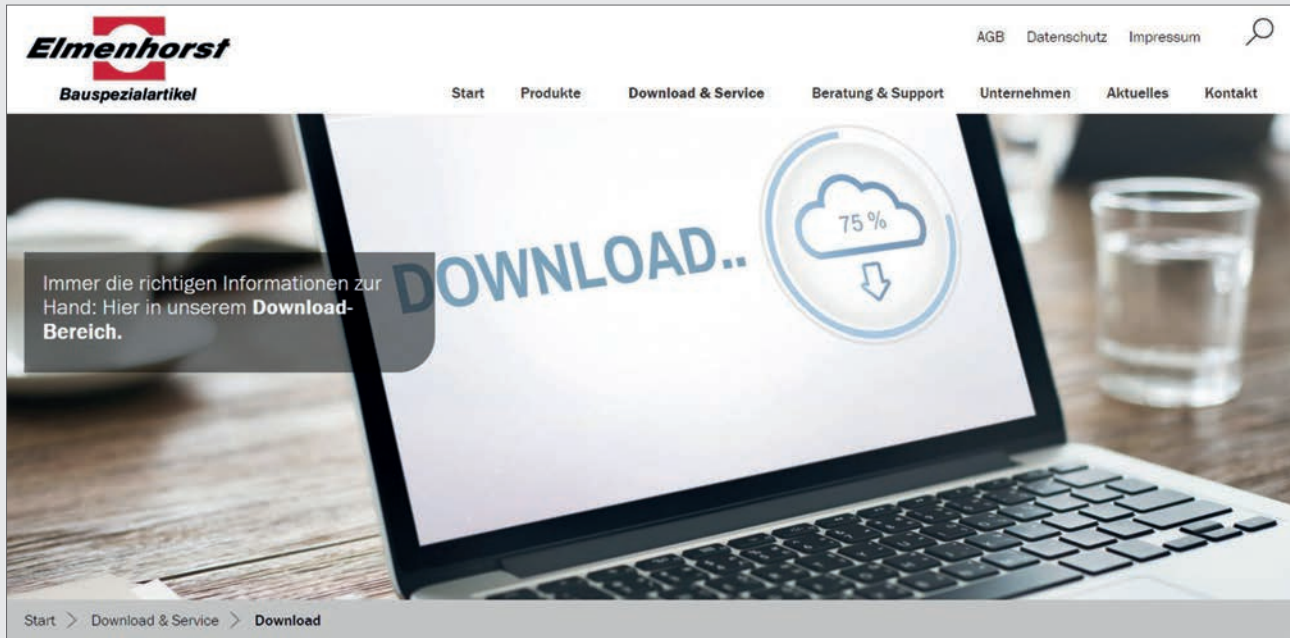 Elmenhorst
Bauspezialartikel
AGB Datenschutz Impressum
Start Produkte Download & Service Beratung & Support Unternehmen Aktuelles Kontakt
Immer die richtigen Informationen zur
Hand: Hier in unserem Download-
Bereich.
DOWNLOAD..
75 %
Start > Download & Service > Download